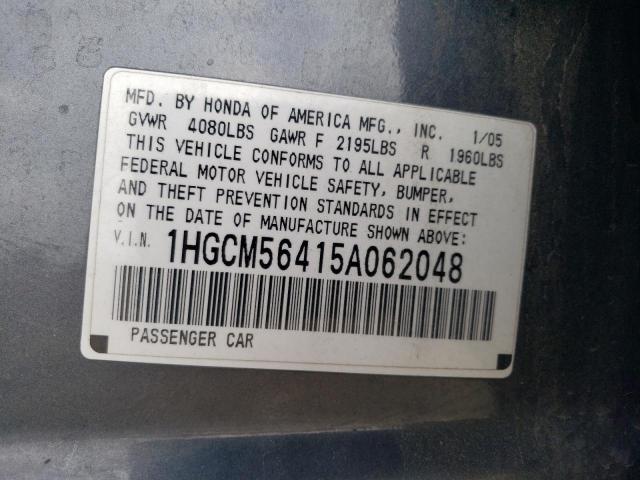 MFD. BY HONDA OF AMERICA MFG., INC. 1/05
GVWR 4080LBS GAWR F 2195LBS R 1960LBS
THIS VEHICLE CONFORMS TO ALL APPLICABLE
FEDERAL MOTOR VEHICLE SAFETY, BUMPER,
AND THEFT PREVENTION STANDARDS IN EFFECT
ON THE DATE OF MANUFACTURE SHOWN ABOVE:
V.I.N. 1HGCM56415A062048
PASSENGER CAR